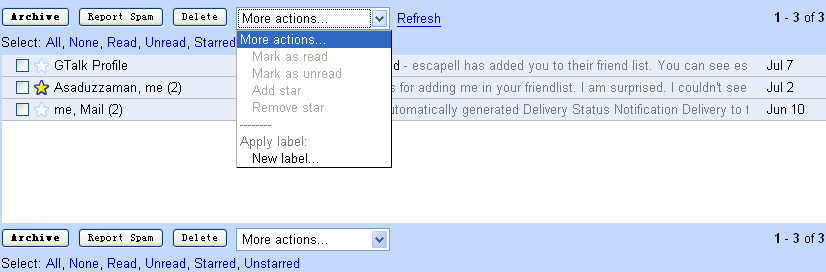 Archive Report Spam Delete More actions... Refresh 1 - 3 of 3
More actions...
Select: All, None, Read, Unread, Starred
Mark as read
GTalk Profile d - escapell has added you to their friend list. You can see es Jul 7
Mark as unread
Asaduzzaman, me (2) s for adding me in your friendlist. I am surprised. I couldn't see Jul 2
Add star
Remove star
me, Mail (2) utomatically generated Delivery Status Notification Delivery to t Jun 10
--------
Apply label:
New label...
Archive Report Spam Delete More actions... 1 - 3 of 3
Select: All, None, Read, Unread, Starred, Unstarred